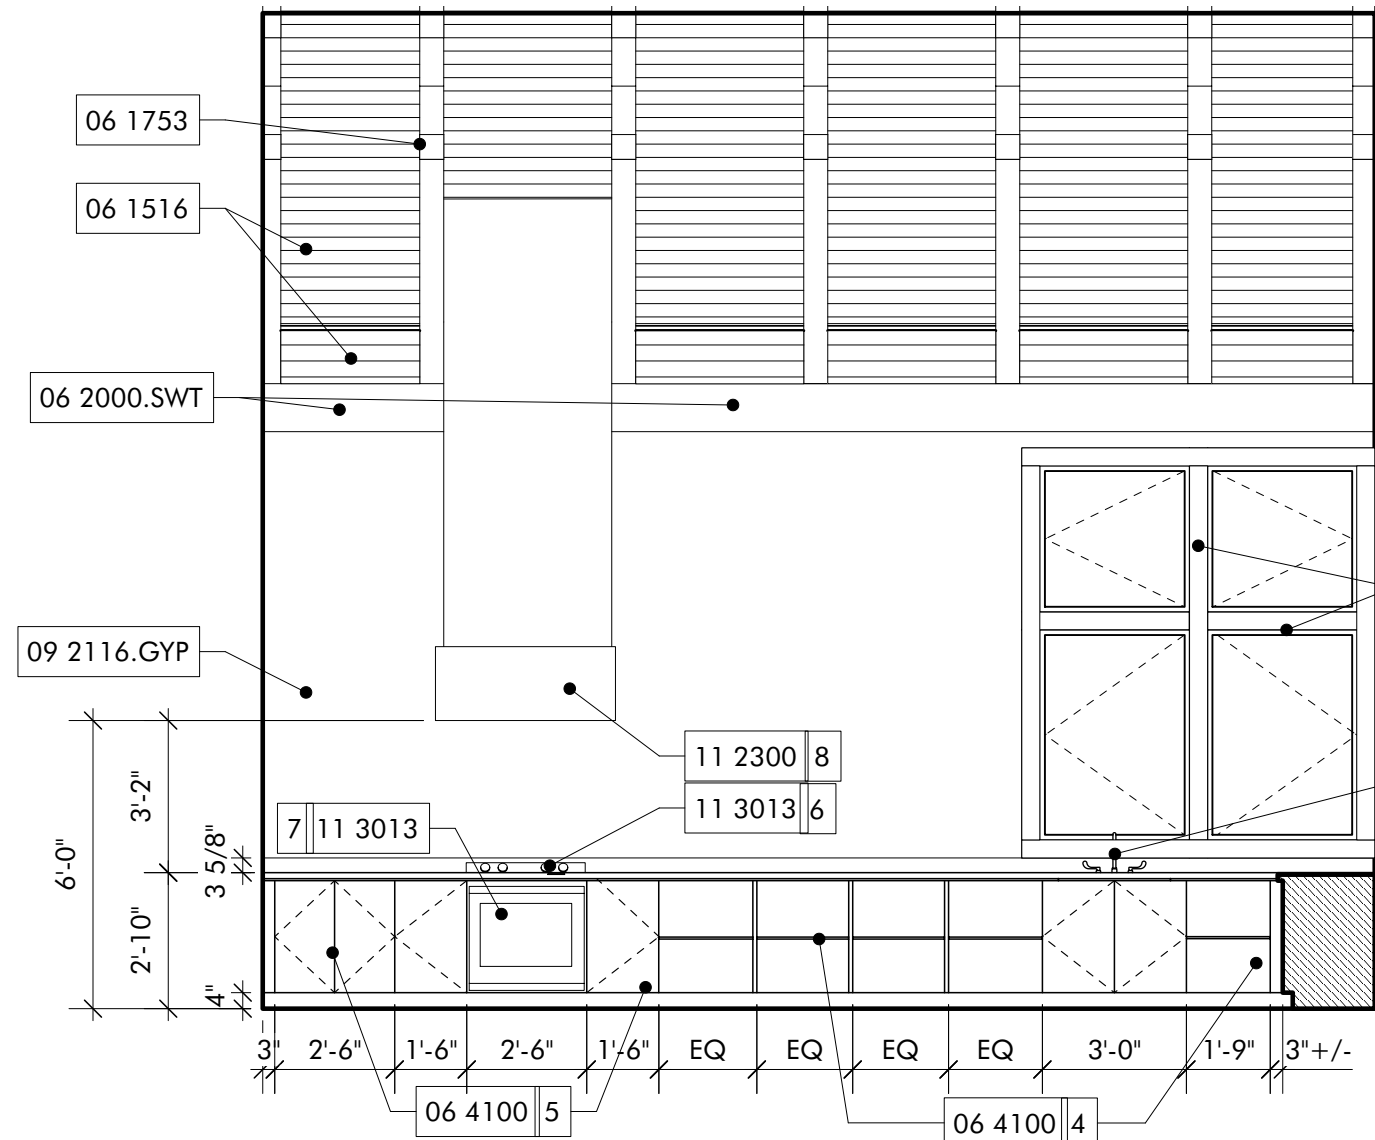 06 1753
06 1516
06 2000.SWT
09 2116.GYP
11 2300 8
11 3013 6
7 11 3013
6'-0"
3'-2"
2'-10"
3 5/8"
4"
3" 2'-6" 1'-6" 2'-6" 1'-6" EQ EQ EQ EQ 3'-0" 1'-9" 3"+/-
06 4100 5
06 4100 4